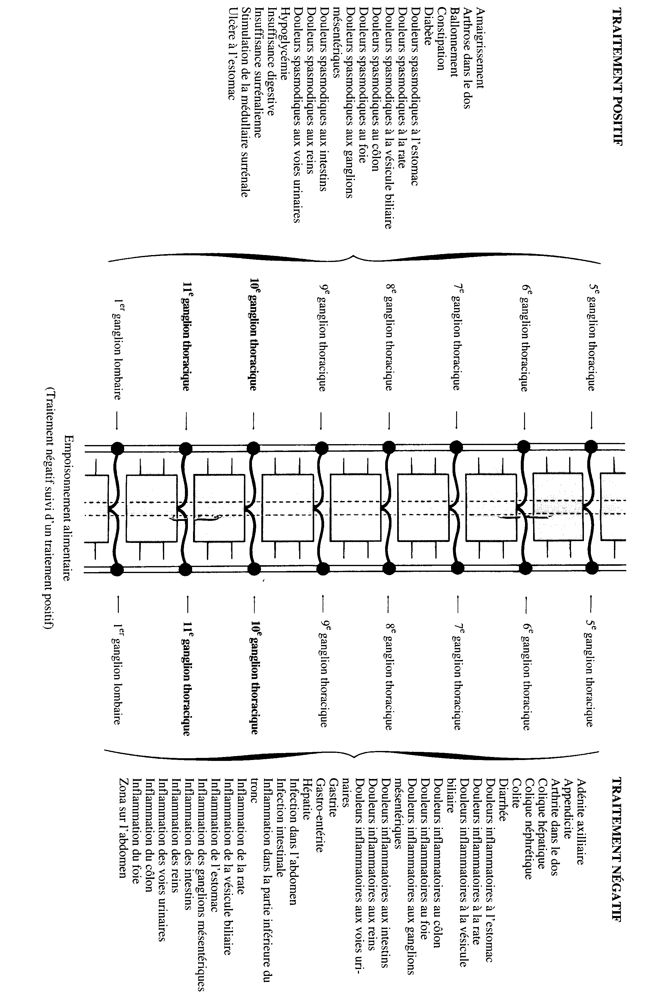 TRAITEMENT POSITIF
Amaigrissement
Arthrose dans le dos
Ballonnement
Constipation
Diabète
Douleurs spasmodiques à l'estomac
Douleurs spasmodiques à la rate
Douleurs spasmodiques à la vésicule biliaire
Douleurs spasmodiques au côlon
Douleurs spasmodiques au foie
Douleurs spasmodiques aux ganglions
mésentériques
Douleurs spasmodiques aux intestins
Douleurs spasmodiques aux reins
Douleurs spasmodiques aux voies urinaires
Hypoglycémie
Insuffisance digestive
Insuffisance surrénalienne
Stimulation de la médullaire surrénale
Ulcère à l'estomac
5e ganglion thoracique
6e ganglion thoracique
7e ganglion thoracique
8e ganglion thoracique
9e ganglion thoracique
10e ganglion thoracique
11e ganglion thoracique
1er ganglion lombaire
5e ganglion thoracique
6e ganglion thoracique
7e ganglion thoracique
8e ganglion thoracique
9e ganglion thoracique
10e ganglion thoracique
11e ganglion thoracique
1er ganglion lombaire
TRAITEMENT NÉGATIF
Adénite axilliaire
Appendicite
Arthrite dans le dos
Colique hépatique
Colique néphrétique
Colite
Diarrhée
Douleurs inflammatoires à l'estomac
Douleurs inflammatoires à la rate
Douleurs inflammatoires à la vésicule
biliaire
Douleurs inflammatoires au côlon
Douleurs inflammatoires au foie
Douleurs inflammatoires aux ganglions
mésentériques
Douleurs inflammatoires aux intestins
Douleurs inflammatoires aux reins
Douleurs inflammatoires aux voies uri-
naires
Gastrite
Gastro-entérite
Hépatite
Infection dans l'abdomen
Infection intestinale
Inflammation dans la partie inférieure du
tronc
Inflammation de la rate
Inflammation de la vésicule biliaire
Inflammation de l'estomac
Inflammation des ganglions mésentériques
Inflammation des intestins
Inflammation des reins
Inflammation des voies urinaires
Inflammation du côlon
Inflammation du foie
Zona sur l'abdomen
Empoisonnement alimentaire
(Traitement négatif suivi d'un traitement positif)